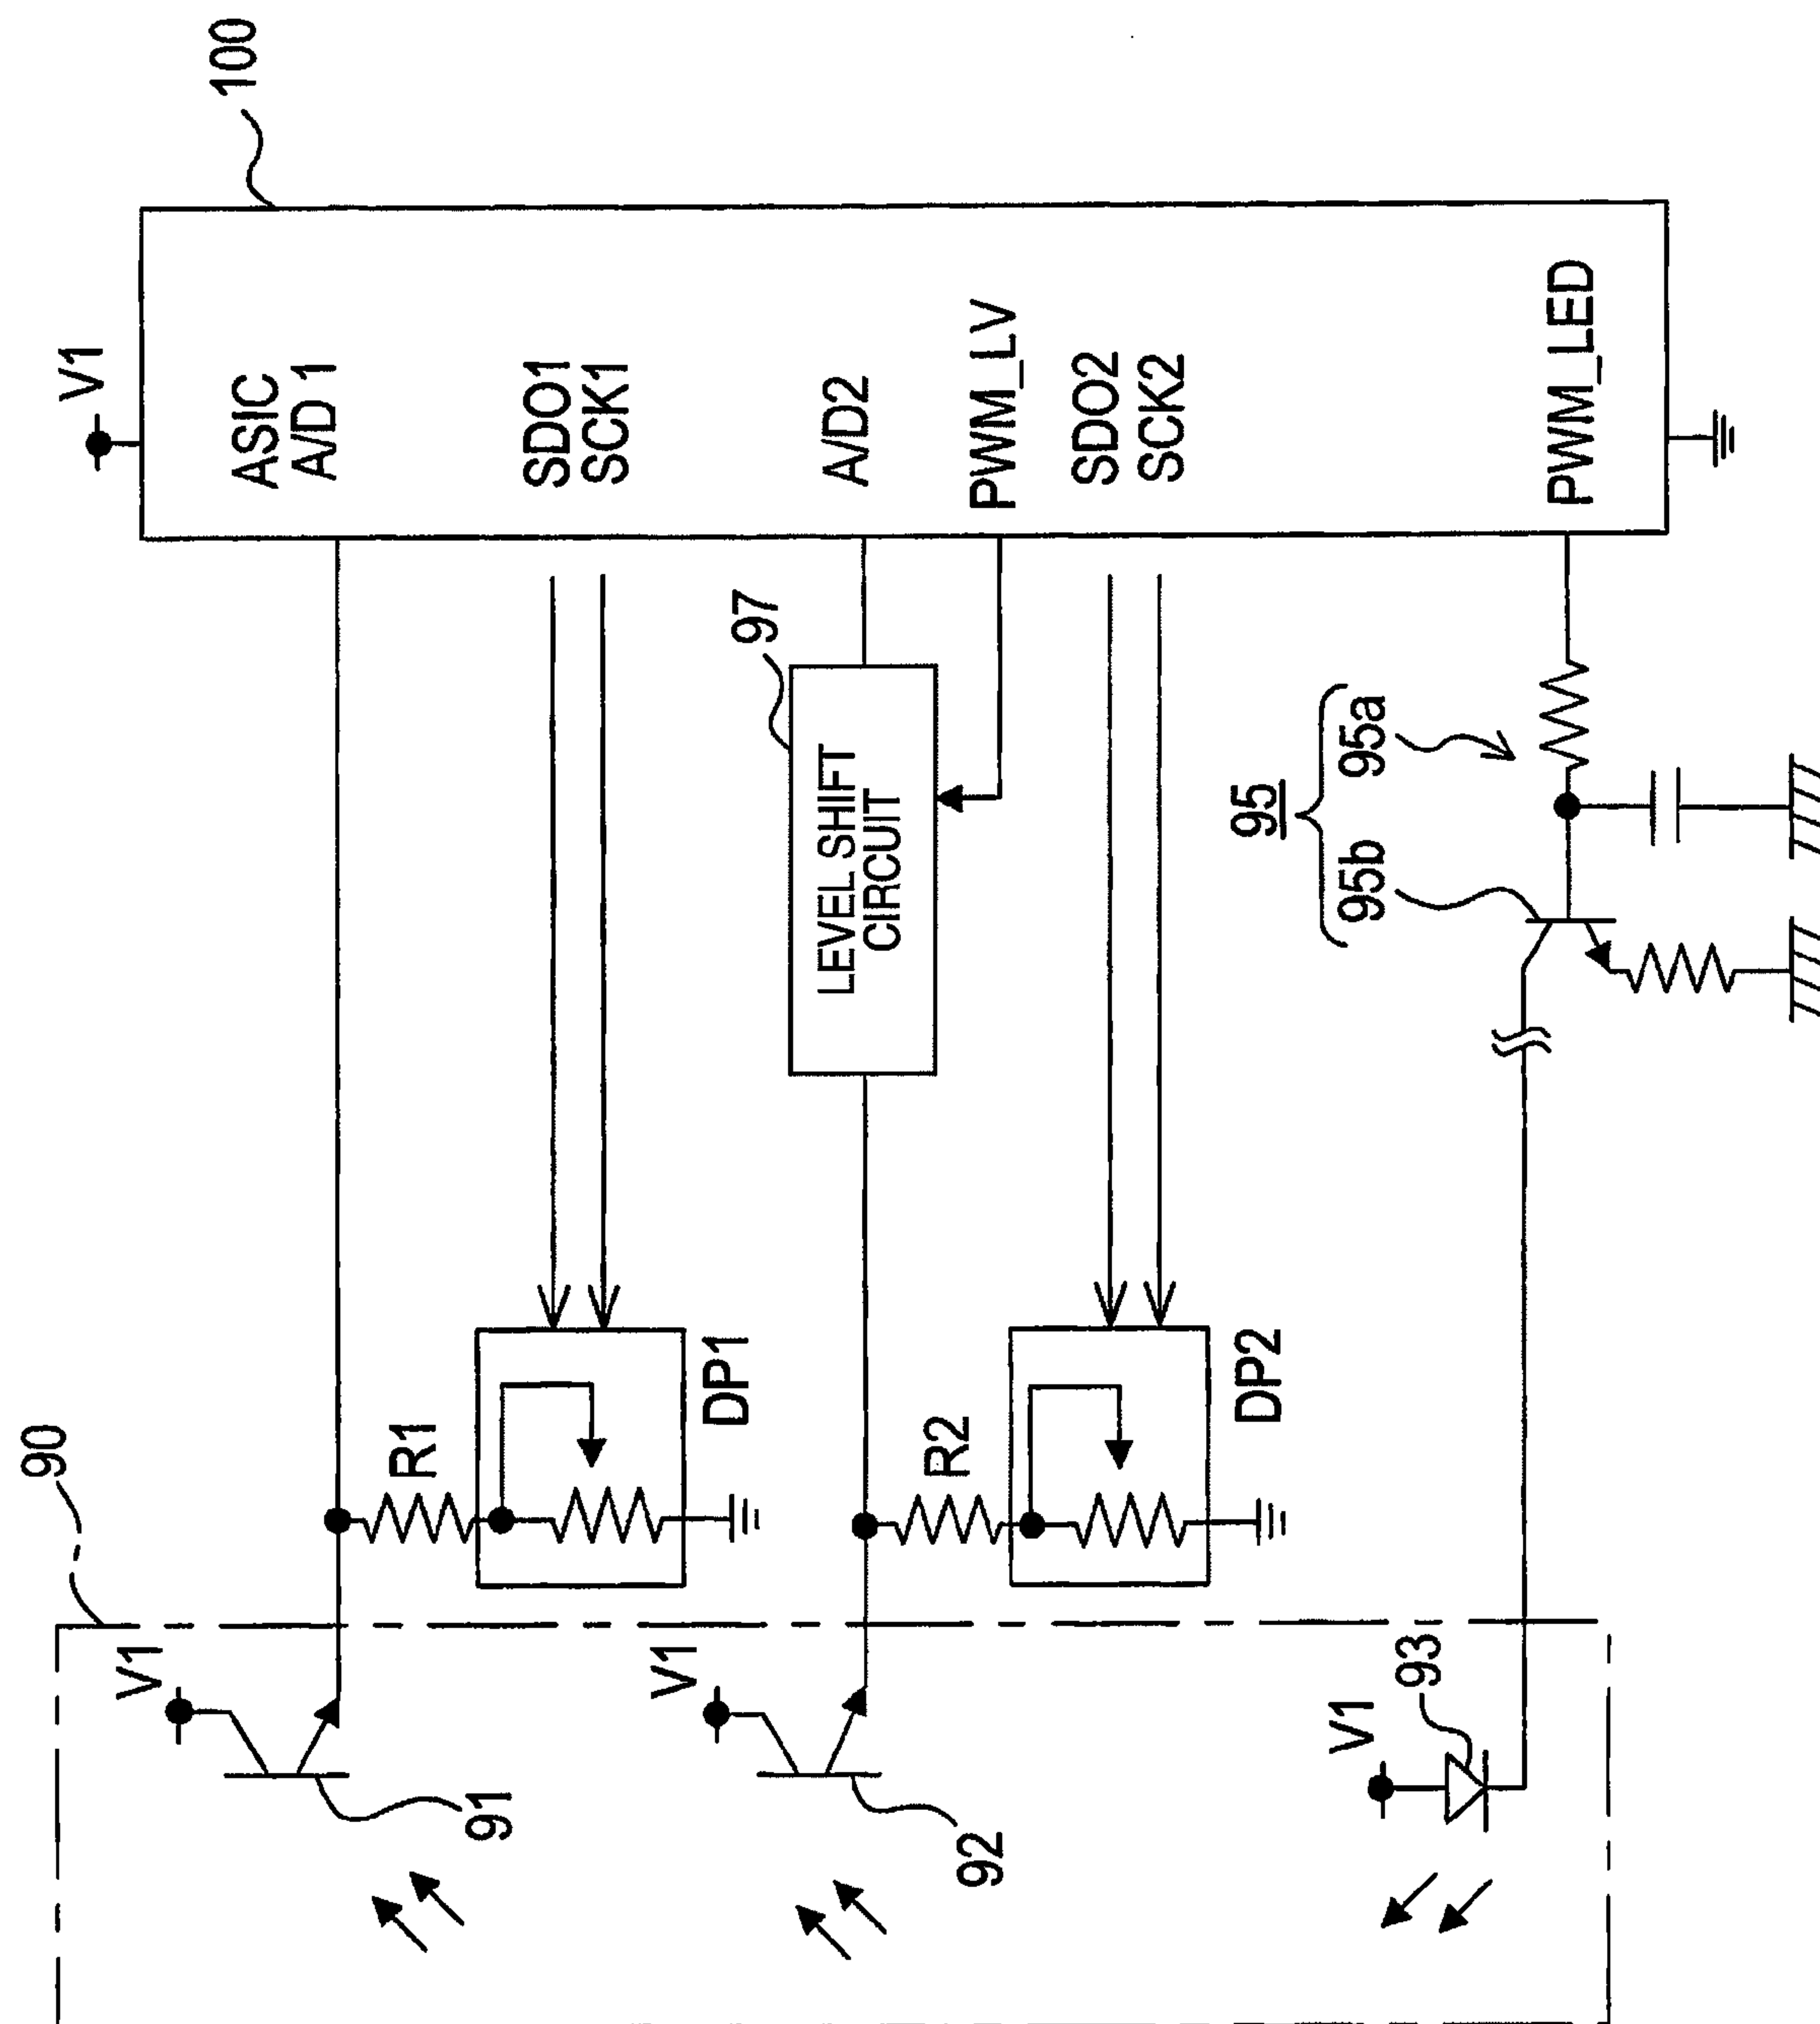 100
V1
ASIC
A/D 1
SDO1
SCK1
A/D2
PWM_LV
SDO2
SCK2
PWM_LED
97
LEVEL SHIFT
CIRCUIT
95
95a
95b
90
R1
DP1
R2
DP2
V1
91
V1
92
V1
93